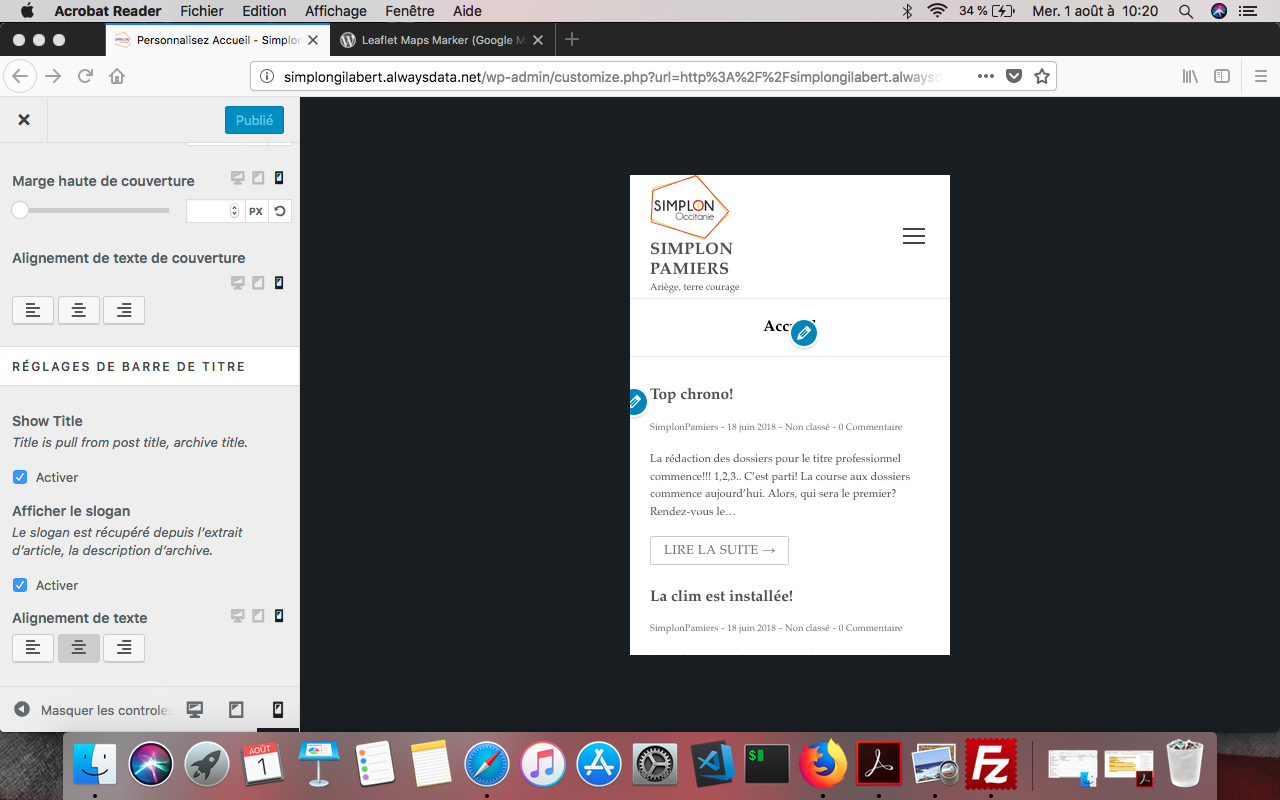 Acrobat Reader Fichier Edition Affichage Fenêtre Aide 34 % Mer. 1 août à 10:20
Personnalisez Accueil - Simplon
Leaflet Maps Marker (Google M
simplongilabert.alwaysdata.net/wp-admin/customize.php?url=http%3A%2F%2Fsimplongilabert.alwaysd
Publié
Marge haute de couverture
PX
Alignement de texte de couverture
RÉGLAGES DE BARRE DE TITRE
Show Title
Title is pull from post title, archive title.
Activer
Afficher le slogan
Le slogan est récupéré depuis l'extrait
d'article, la description d'archive.
Activer
Alignement de texte
Masquer les controles
SIMPLON
Occitanie
SIMPLON
PAMIERS
Ariège, terre courage
Top chrono!
SimplonPamiers - 18 juin 2018 - Non classé - 0 Commentaire
La rédaction des dossiers pour le titre professionnel
commence!!! 1,2,3.. C'est parti! La course aux dossiers
commence aujourd'hui. Alors, qui sera le premier?
Rendez-vous le…
LIRE LA SUITE →
La clim est installée!
SimplonPamiers - 18 juin 2018 - Non classé - 0 Commentaire
AOÛT
1
$
Fz